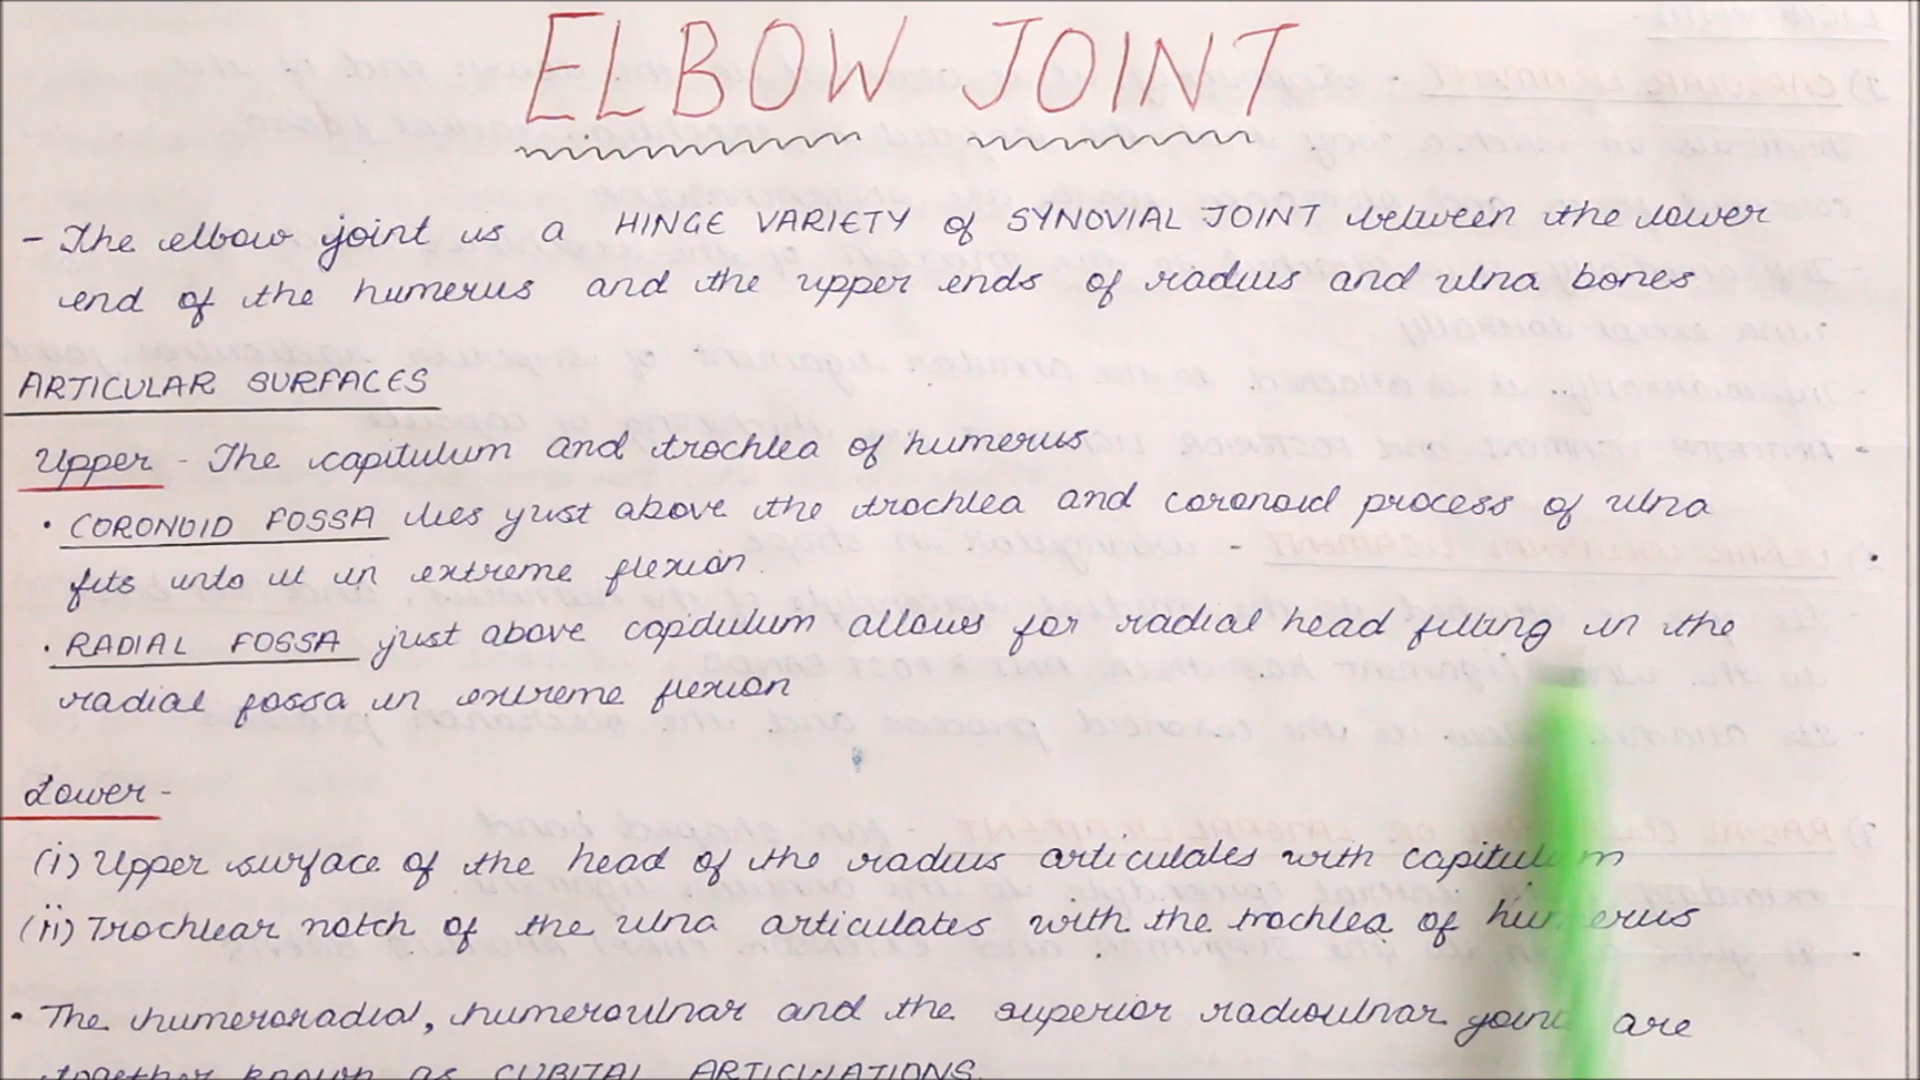 ELBOW JOINT
- The elbow joint is a HINGE VARIETY of SYNOVIAL JOINT between the lower
end of the humerus and the upper ends of radius and ulna bones
ARTICULAR SURFACES
Upper - The capitulum and trochlea of humerus
• CORONOID FOSSA lies just above the trochlea and coronoid process of ulna
fits into it in extreme flexion
• RADIAL FOSSA just above capitulum allows for radial head fitting in the
radial fossa in extreme flexion
Lower -
(i) Upper surface of the head of the radius articulates with capitulum
(ii) Trochlear notch of the ulna articulates with the trochlea of humerus
• The humeroradial, humeroulnar and the superior radioulnar joint are
together known as CUBITAL ARTICULATIONS